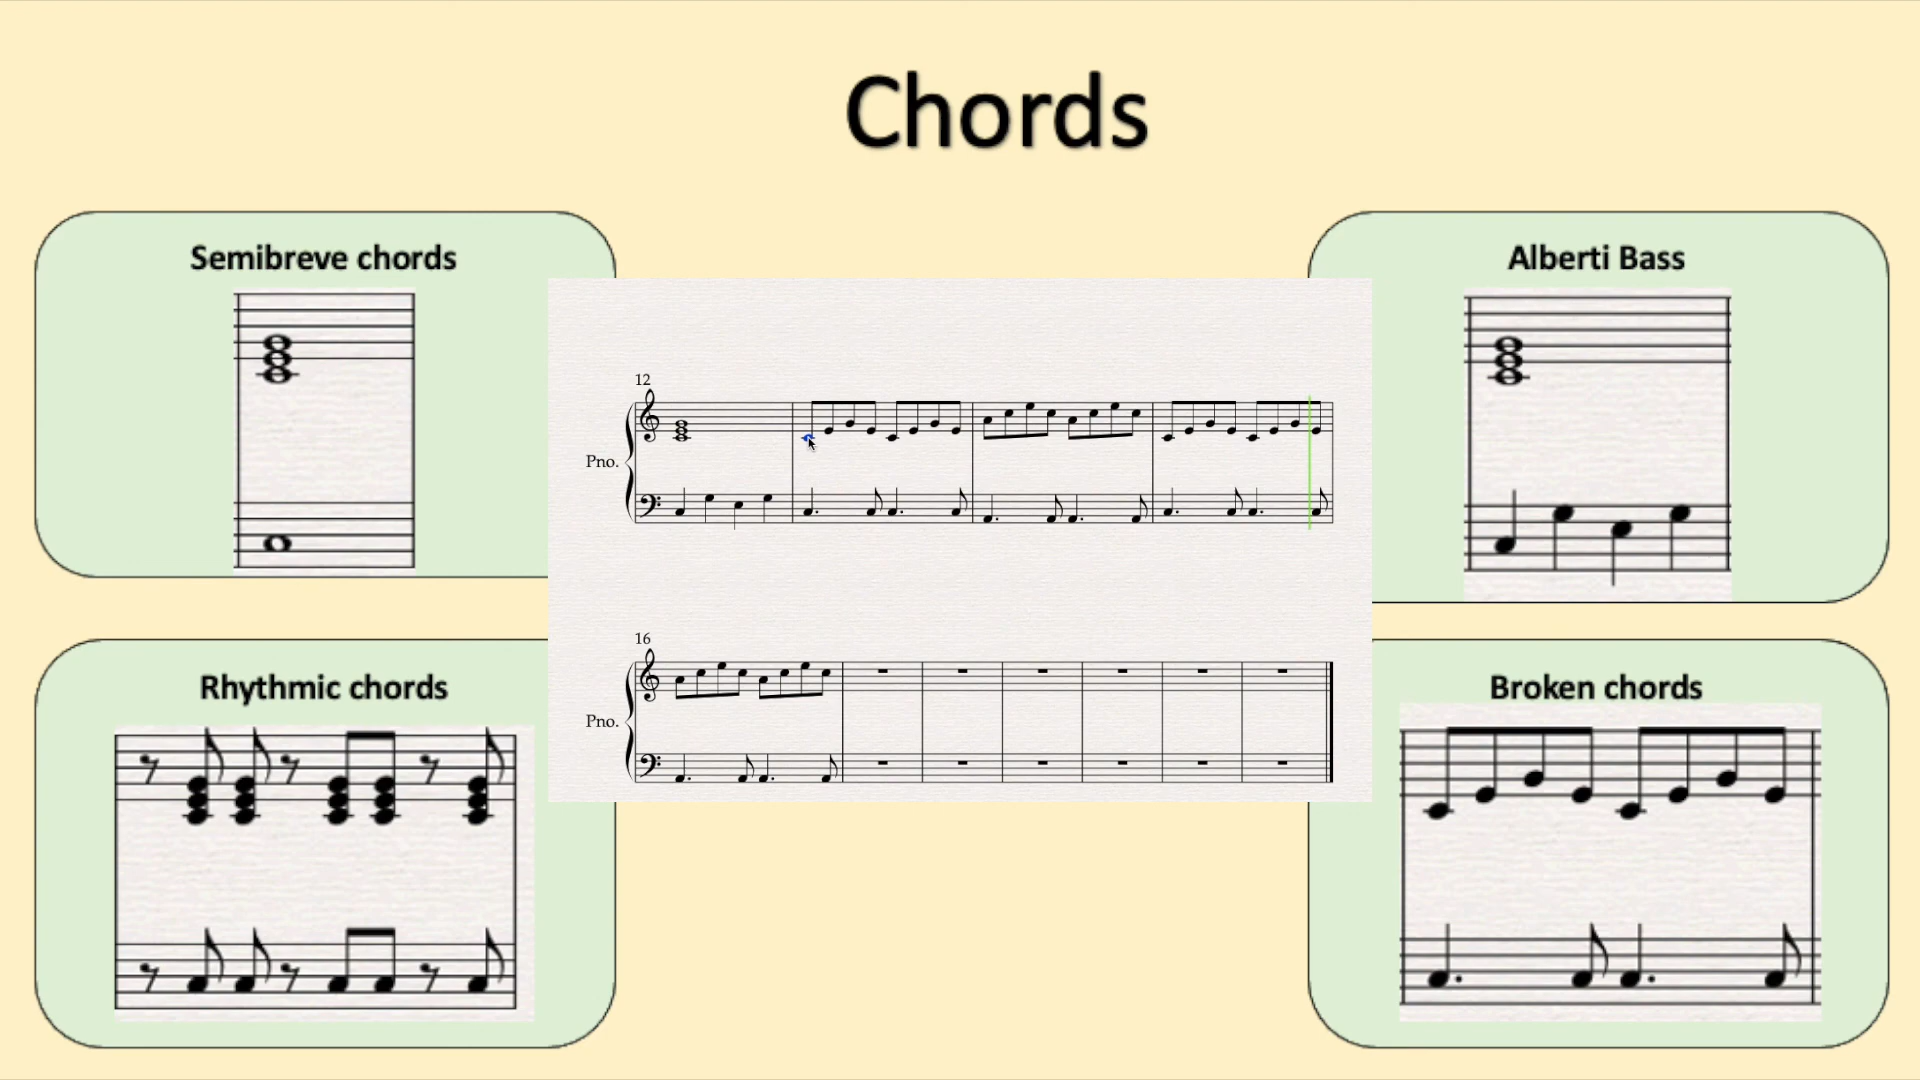 Chords
Semibreve chords
Alberti Bass
12
Pno.
16
Pno.
Rhythmic chords
Broken chords